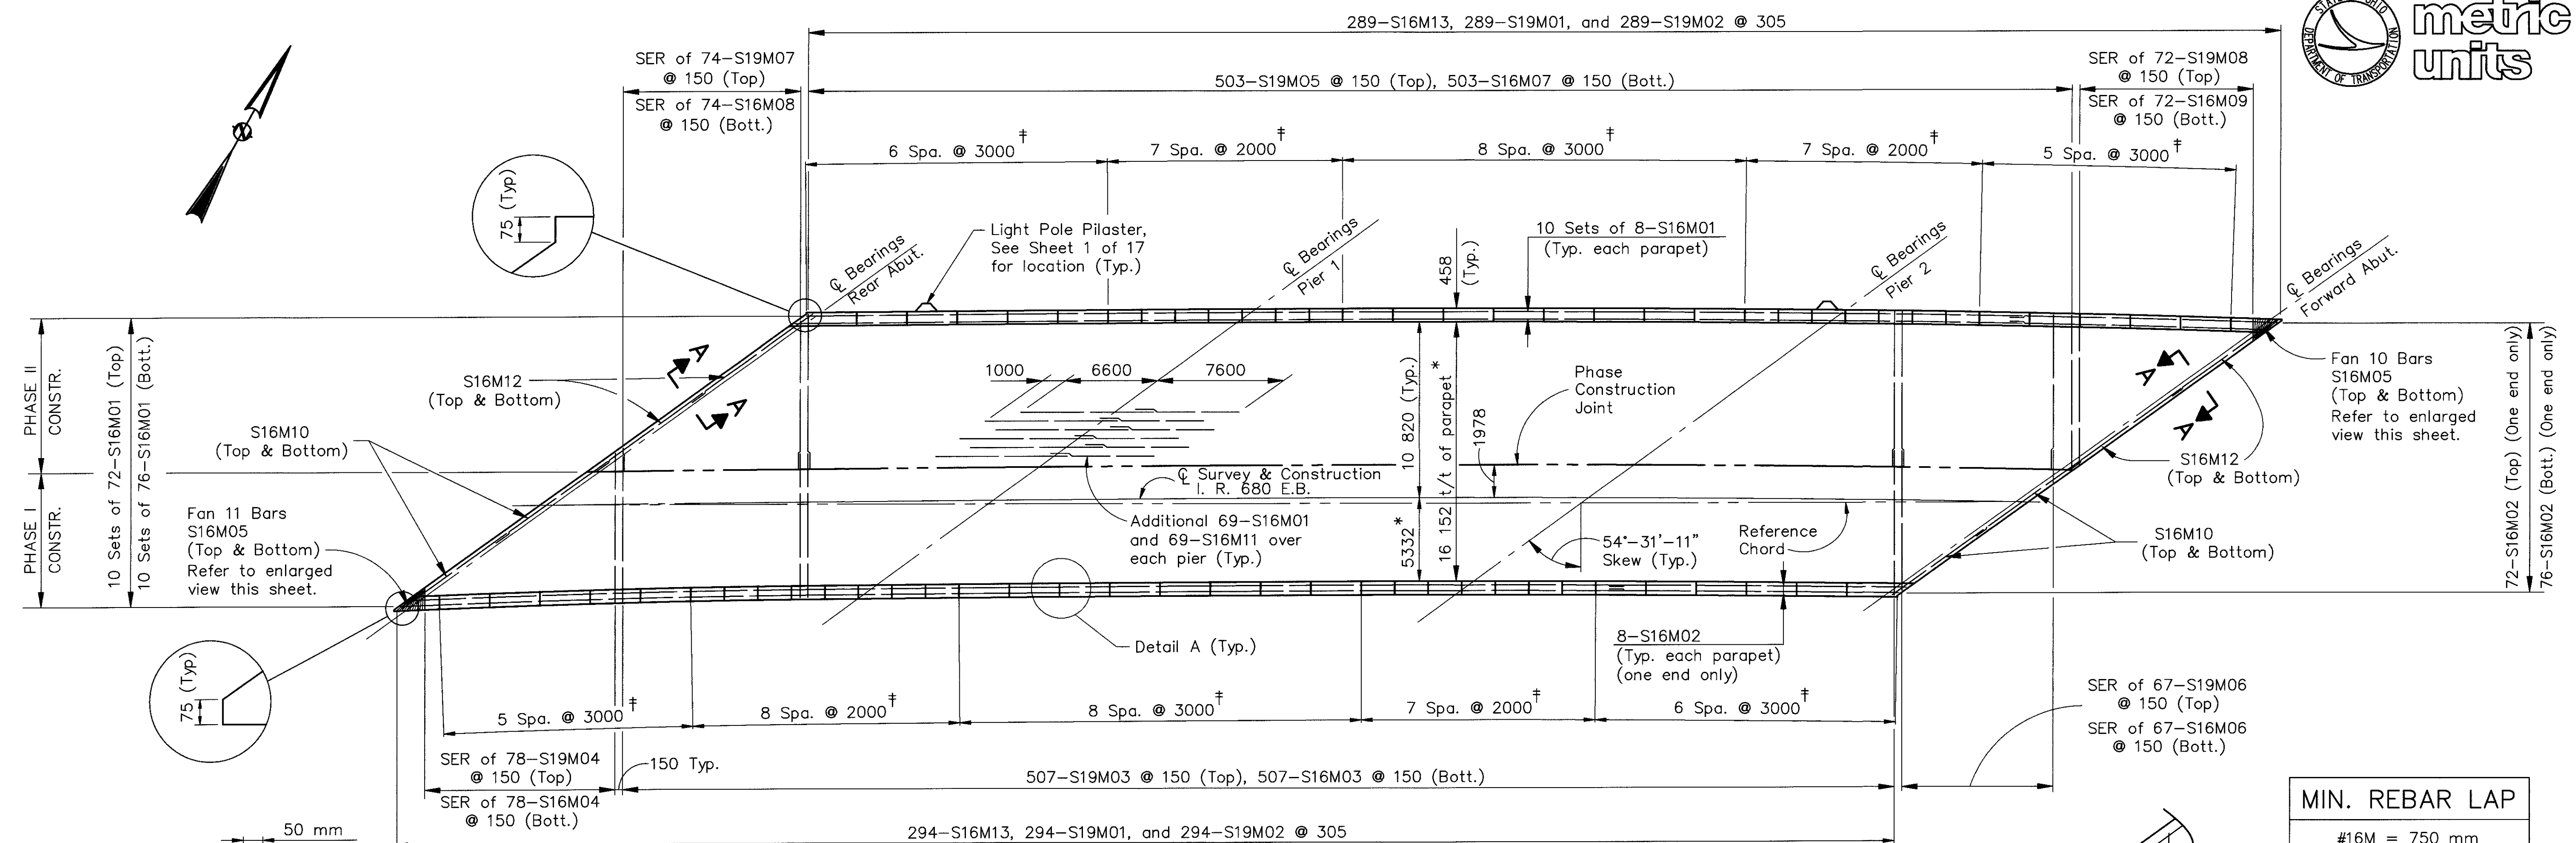 289-S16M13, 289-S19M01, and 289-S19M02 @ 305
DEPARTMENT OF TRANSPORTATION
metric
units
SER of 74-S19M07
@ 150 (Top)
SER of 74-S16M08
@ 150 (Bott.)
503-S19M05 @ 150 (Top), 503-S16M07 @ 150 (Bott.)
SER of 72-S19M08
@ 150 (Top)
SER of 72-S16M09
@ 150 (Bott.)
6 Spa. @ 3000 ‡
7 Spa. @ 2000 ‡
8 Spa. @ 3000 ‡
7 Spa. @ 2000 ‡
5 Spa. @ 3000 ‡
75 (Typ)
Light Pole Pilaster,
See Sheet 1 of 17
for location (Typ.)
℄ Bearings
Rear Abut.
℄ Bearings
Pier 1
458
(Typ.)
10 Sets of 8-S16M01
(Typ. each parapet)
℄ Bearings
Pier 2
℄ Bearings
Forward Abut.
PHASE II
CONSTR.
PHASE I
CONSTR.
10 Sets of 72-S16M01 (Top)
10 Sets of 76-S16M01 (Bott.)
S16M12
(Top & Bottom)
A
A
S16M10
(Top & Bottom)
Fan 11 Bars
S16M05
(Top & Bottom)
Refer to enlarged
view this sheet.
1000
6600
7600
10 820 (Typ.)
16 152 t/t of parapet *
5332 *
1978
Phase
Construction
Joint
℄ Survey & Construction
I. R. 680 E.B.
Additional 69-S16M01
and 69-S16M11 over
each pier (Typ.)
54°-31'-11"
Skew (Typ.)
Reference
Chord
A
A
Fan 10 Bars
S16M05
(Top & Bottom)
Refer to enlarged
view this sheet.
S16M12
(Top & Bottom)
S16M10
(Top & Bottom)
72-S16M02 (Top) (One end only)
76-S16M02 (Bott.) (One end only)
75 (Typ)
Detail A (Typ.)
8-S16M02
(Typ. each parapet)
(one end only)
5 Spa. @ 3000 ‡
8 Spa. @ 2000 ‡
8 Spa. @ 3000 ‡
7 Spa. @ 2000 ‡
6 Spa. @ 3000 ‡
SER of 78-S19M04
@ 150 (Top)
SER of 78-S16M04
@ 150 (Bott.)
150 Typ.
507-S19M03 @ 150 (Top), 507-S16M03 @ 150 (Bott.)
SER of 67-S19M06
@ 150 (Top)
SER of 67-S16M06
@ 150 (Bott.)
50 mm
294-S16M13, 294-S19M01, and 294-S19M02 @ 305
MIN. REBAR LAP
#16M = 750 mm